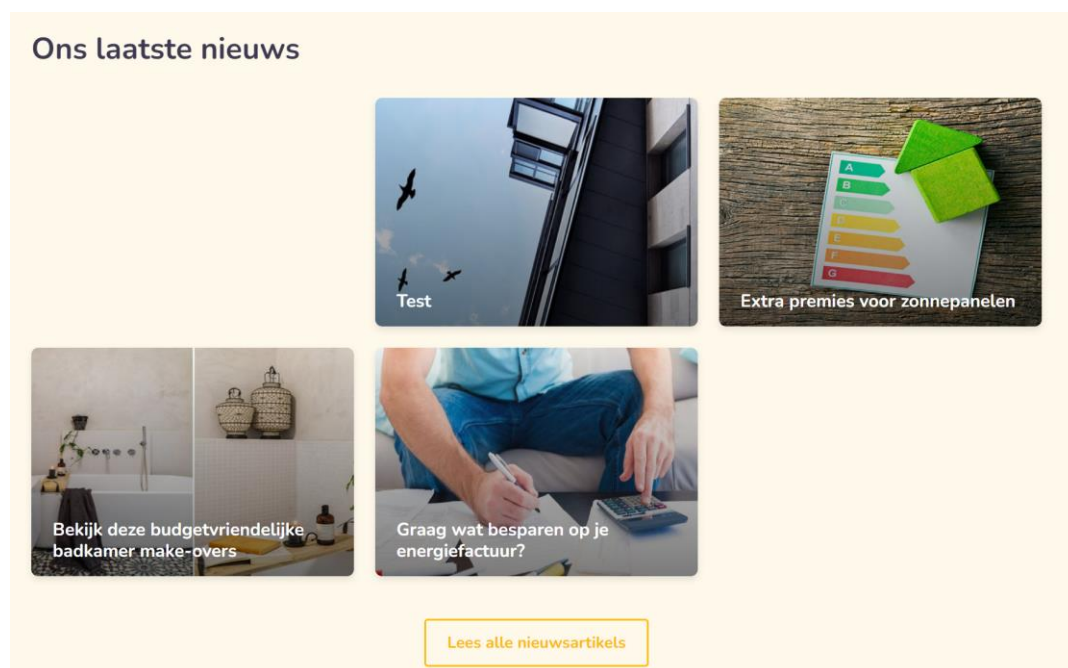 Ons laatste nieuws
Test
A
B
C
D
E
F
G
Extra premies voor zonnepanelen
Bekijk deze budgetvriendelijke
badkamer make-overs
Graag wat besparen op je
energiefactuur?
Lees alle nieuwsartikels